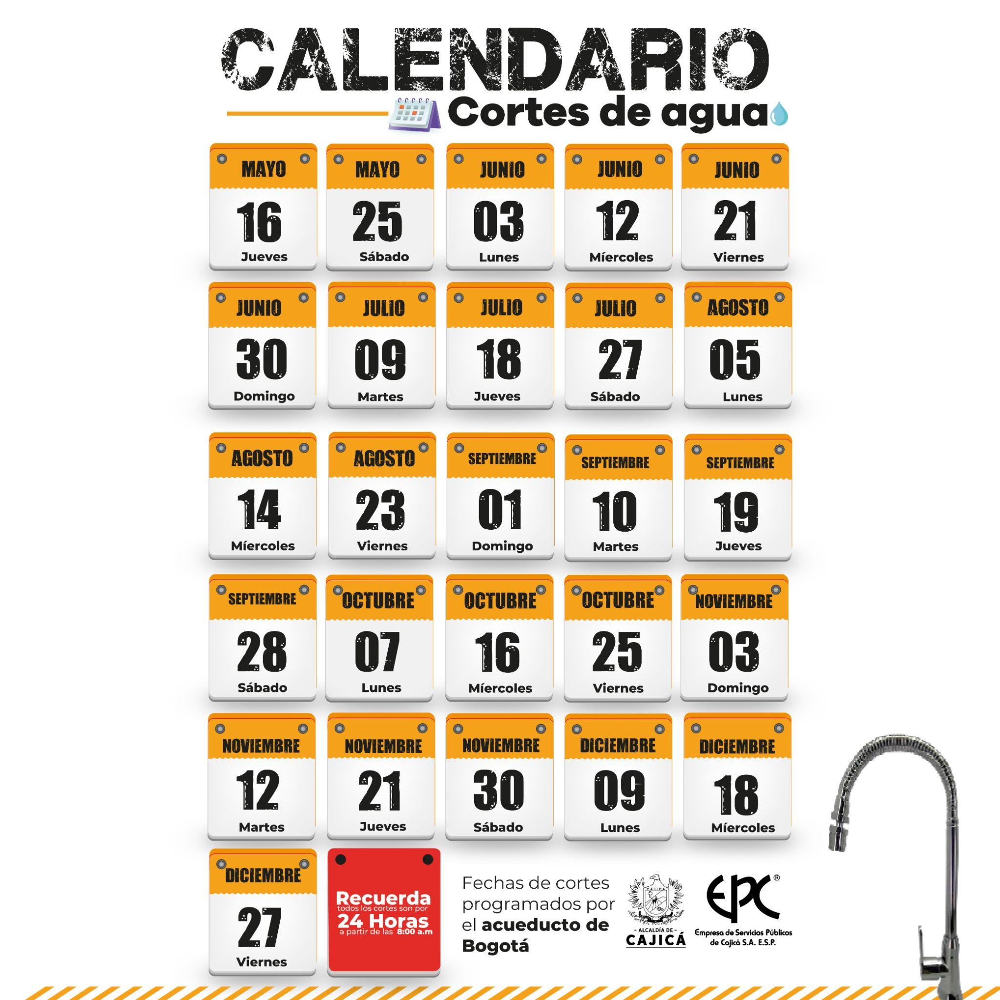 CALENDARIO
Cortes de agua
MAYO
16
Jueves
MAYO
25
Sábado
JUNIO
03
Lunes
JUNIO
12
Míercoles
JUNIO
21
Viernes
JUNIO
30
Domingo
JULIO
09
Martes
JULIO
18
Jueves
JULIO
27
Sábado
AGOSTO
05
Lunes
AGOSTO
14
Míercoles
AGOSTO
23
Viernes
SEPTIEMBRE
01
Domingo
SEPTIEMBRE
10
Martes
SEPTIEMBRE
19
Jueves
SEPTIEMBRE
28
Sábado
OCTUBRE
07
Lunes
OCTUBRE
16
Míercoles
OCTUBRE
25
Viernes
NOVIEMBRE
03
Domingo
NOVIEMBRE
12
Martes
NOVIEMBRE
21
Jueves
NOVIEMBRE
30
Sábado
DICIEMBRE
09
Lunes
DICIEMBRE
18
Míercoles
DICIEMBRE
27
Viernes
Recuerda
todos los cortes son por
24 Horas
a partir de las 8:00 a.m
Fechas de cortes
programados por
el acueducto de
Bogotá
CAJICÁ
- ALCALDÍA DE -
CAJICÁ
EPC®
Empresa de Servicios Públicos
de Cajicá S.A. E.S.P.